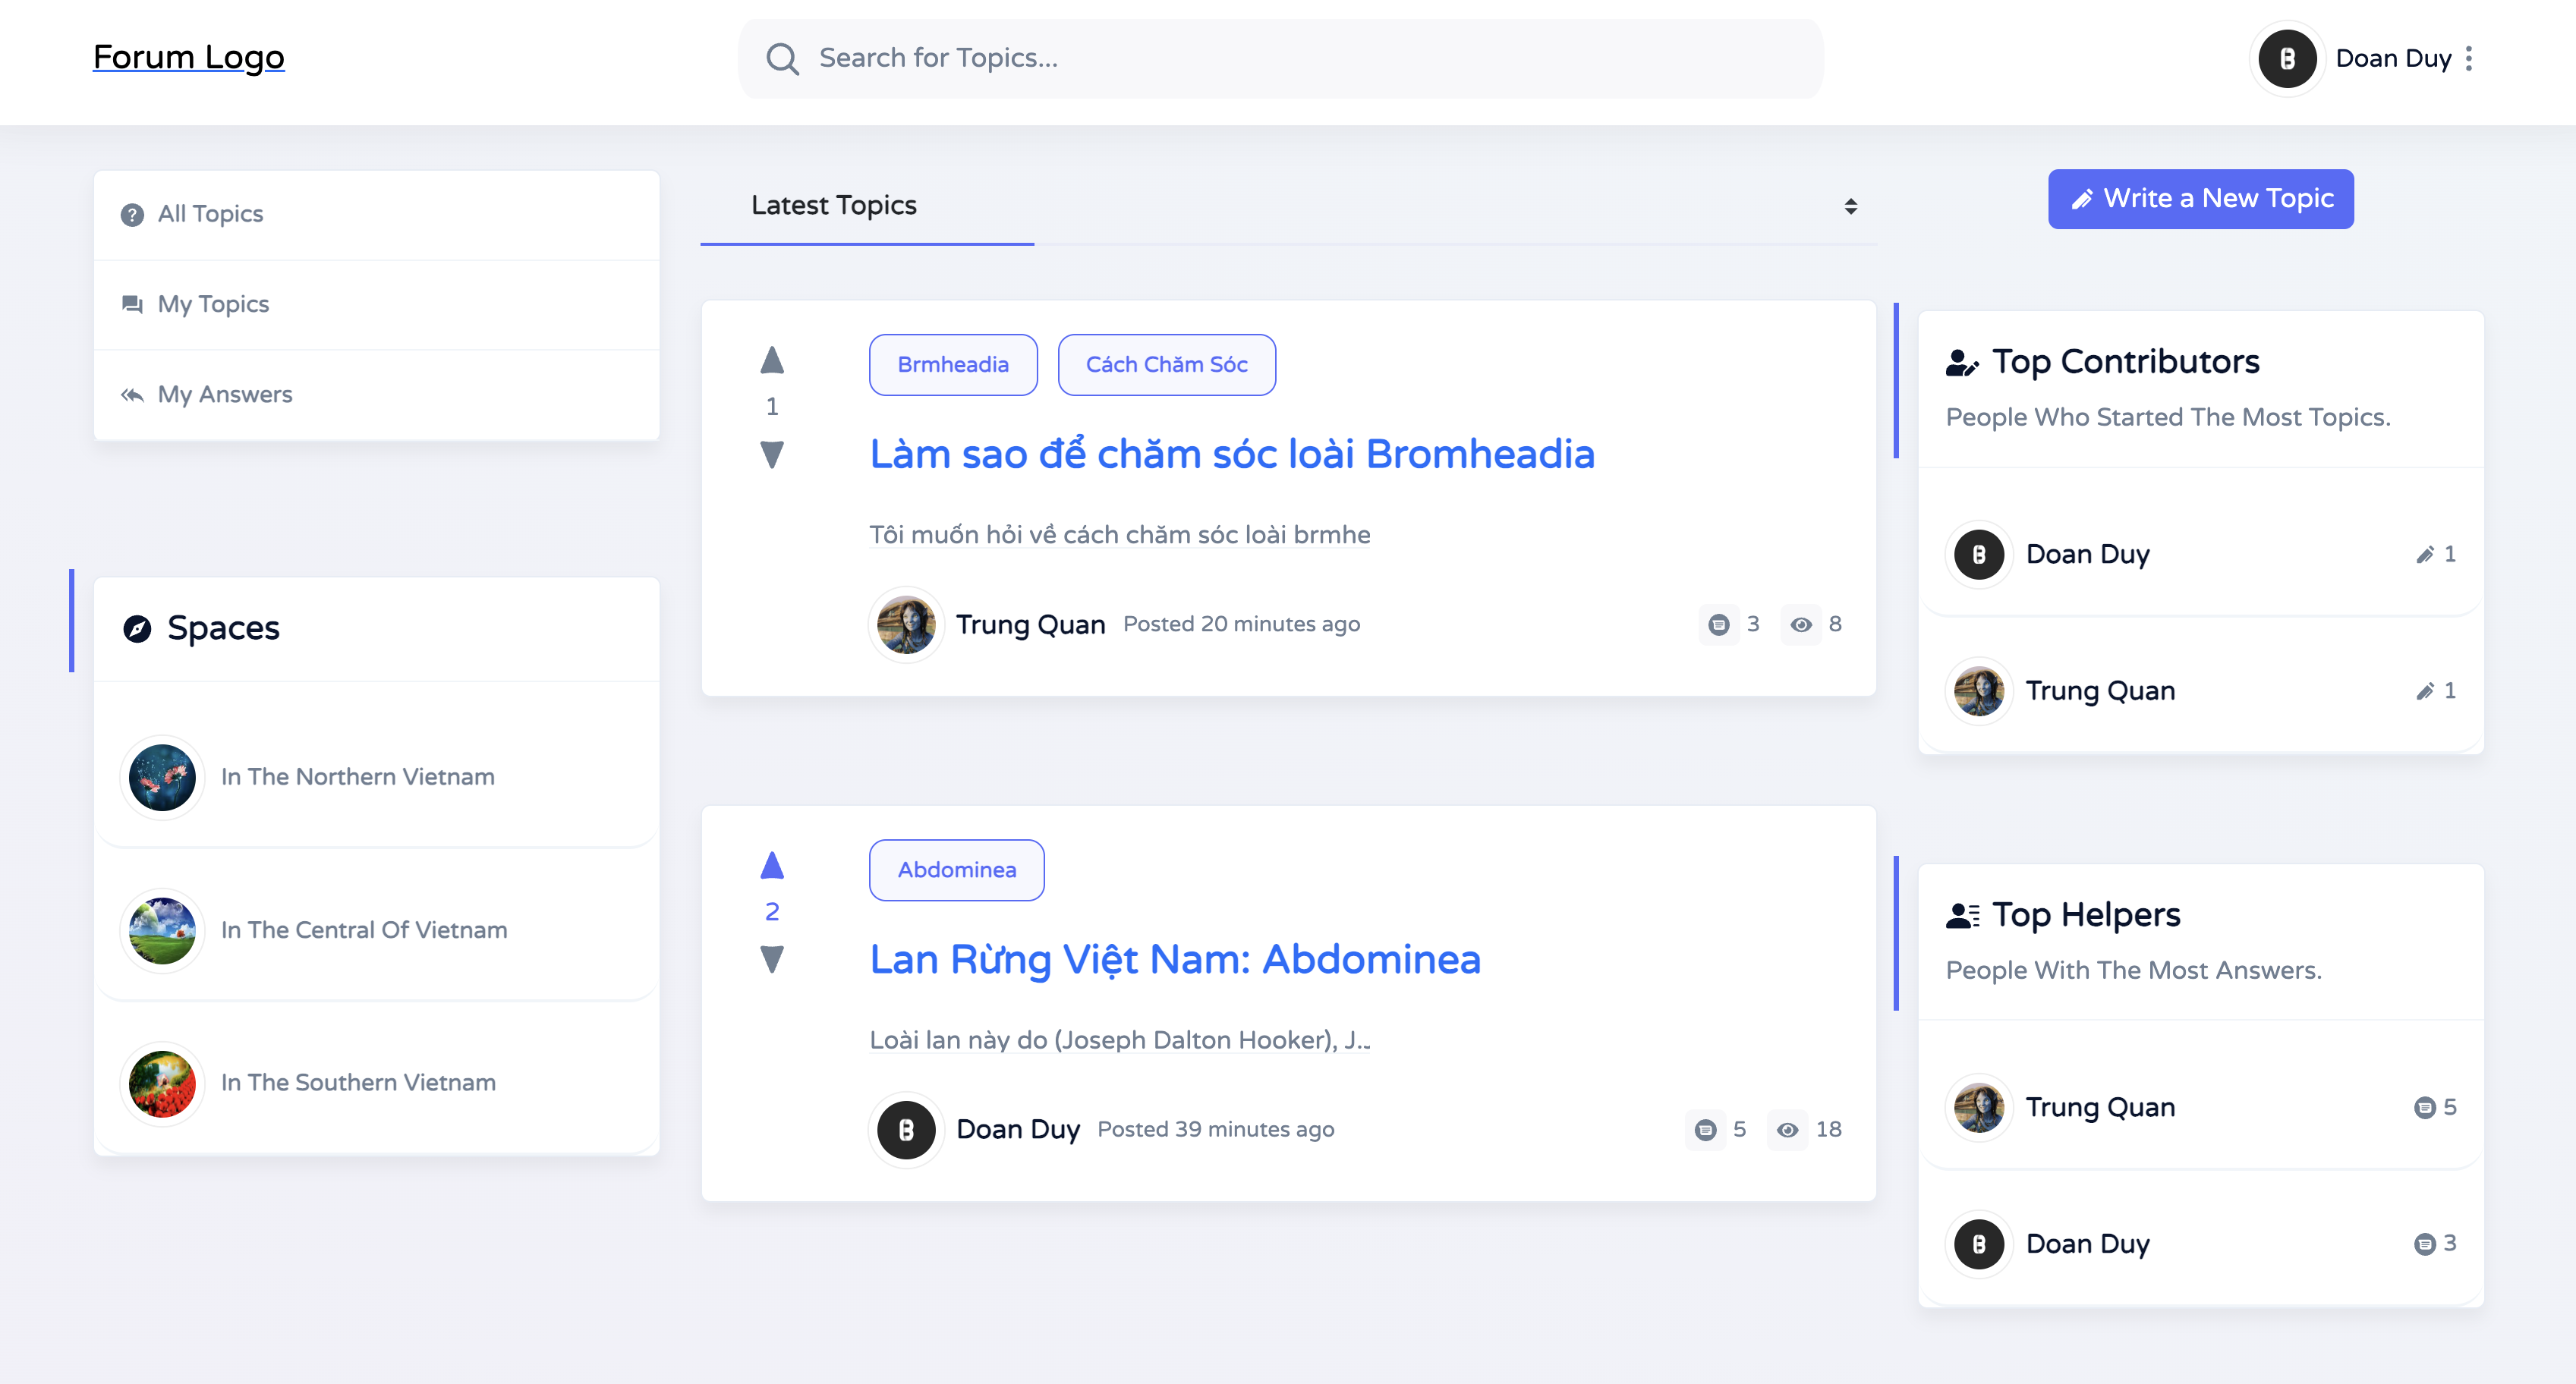 Forum Logo
Search for Topics...
Doan Duy
All Topics
My Topics
My Answers
Spaces
In The Northern Vietnam
In The Central Of Vietnam
In The Southern Vietnam
Latest Topics
1
Brmheadia
Cách Chăm Sóc
Làm sao để chăm sóc loài Bromheadia
Tôi muốn hỏi về cách chăm sóc loài brmhe
Trung Quan Posted 20 minutes ago 3 8
2
Abdominea
Lan Rừng Việt Nam: Abdominea
Loài lan này do (Joseph Dalton Hooker), J...
Doan Duy Posted 39 minutes ago 5 18
Write a New Topic
Top Contributors
People Who Started The Most Topics.
Doan Duy 1
Trung Quan 1
Top Helpers
People With The Most Answers.
Trung Quan 5
Doan Duy 3